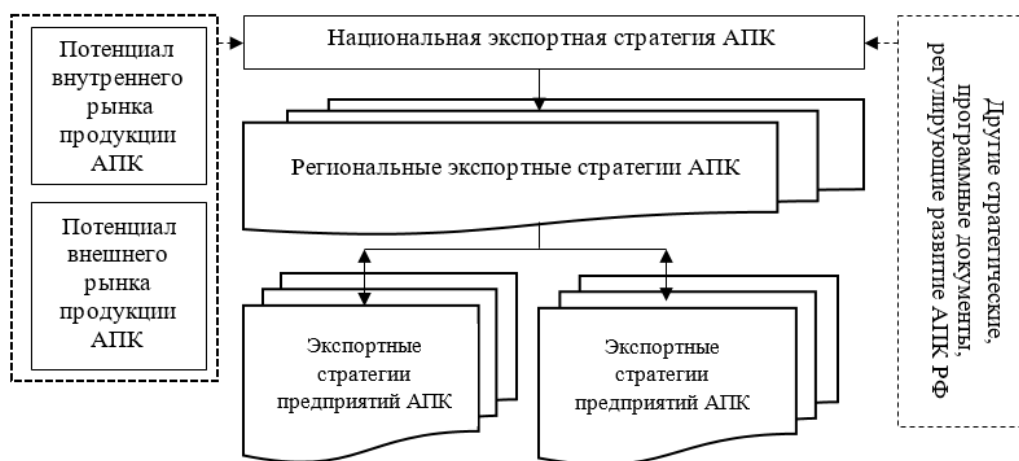 Потенциал
внутреннего
рынка
продукции
АПК
Потенциал
внешнего
рынка
продукции
АПК
Национальная экспортная стратегия АПК
Региональные экспортные стратегии АПК
Экспортные
стратегии
предприятий АПК
Экспортные
стратегии
предприятий АПК
Другие стратегические,
программные документы,
регулирующие развитие АПК РФ